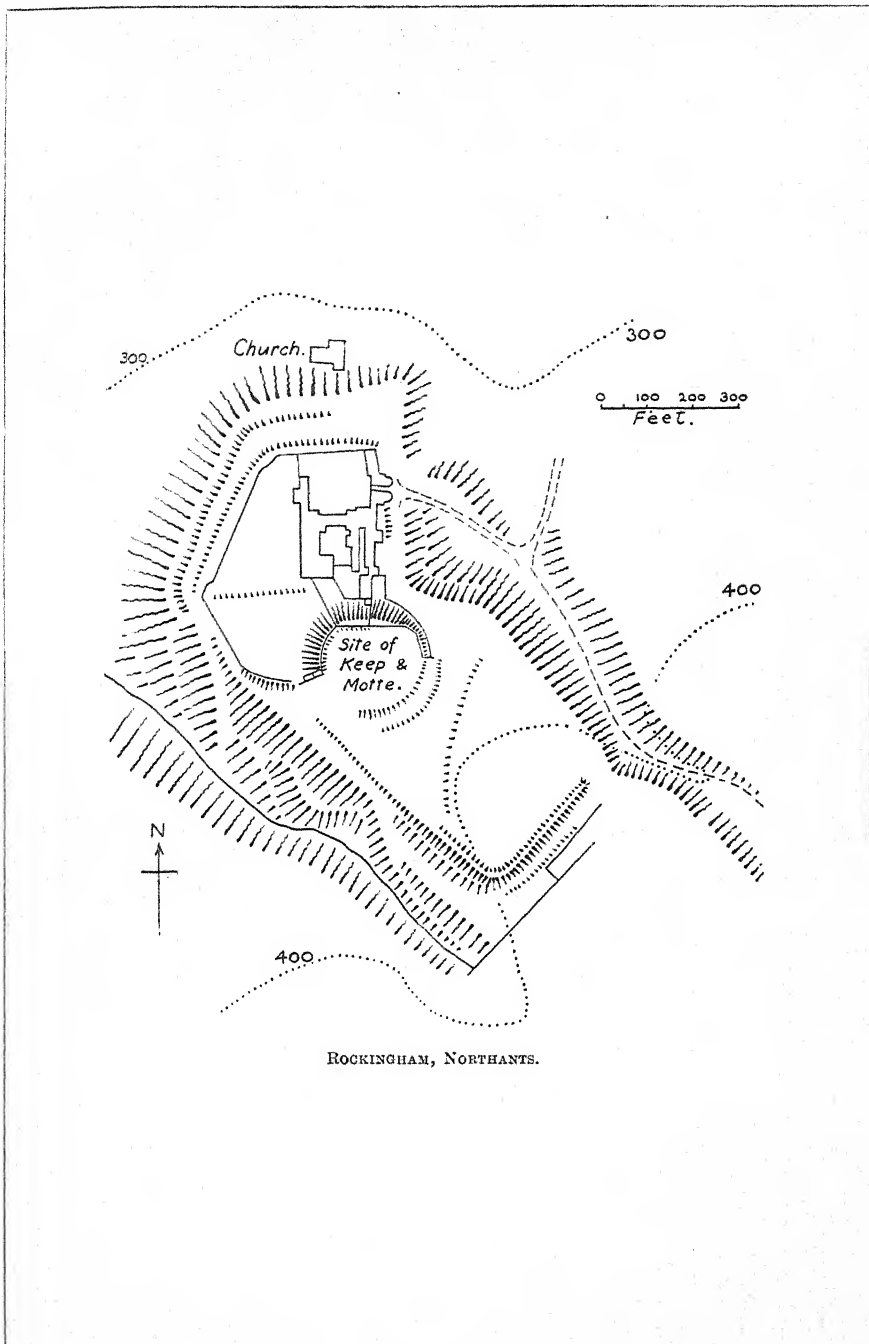 300
300
Church.
0 100 200 300
Feet.
400
Site of
Keep &
Motte.
N
400
ROCKINGHAM, NORTHANTS.